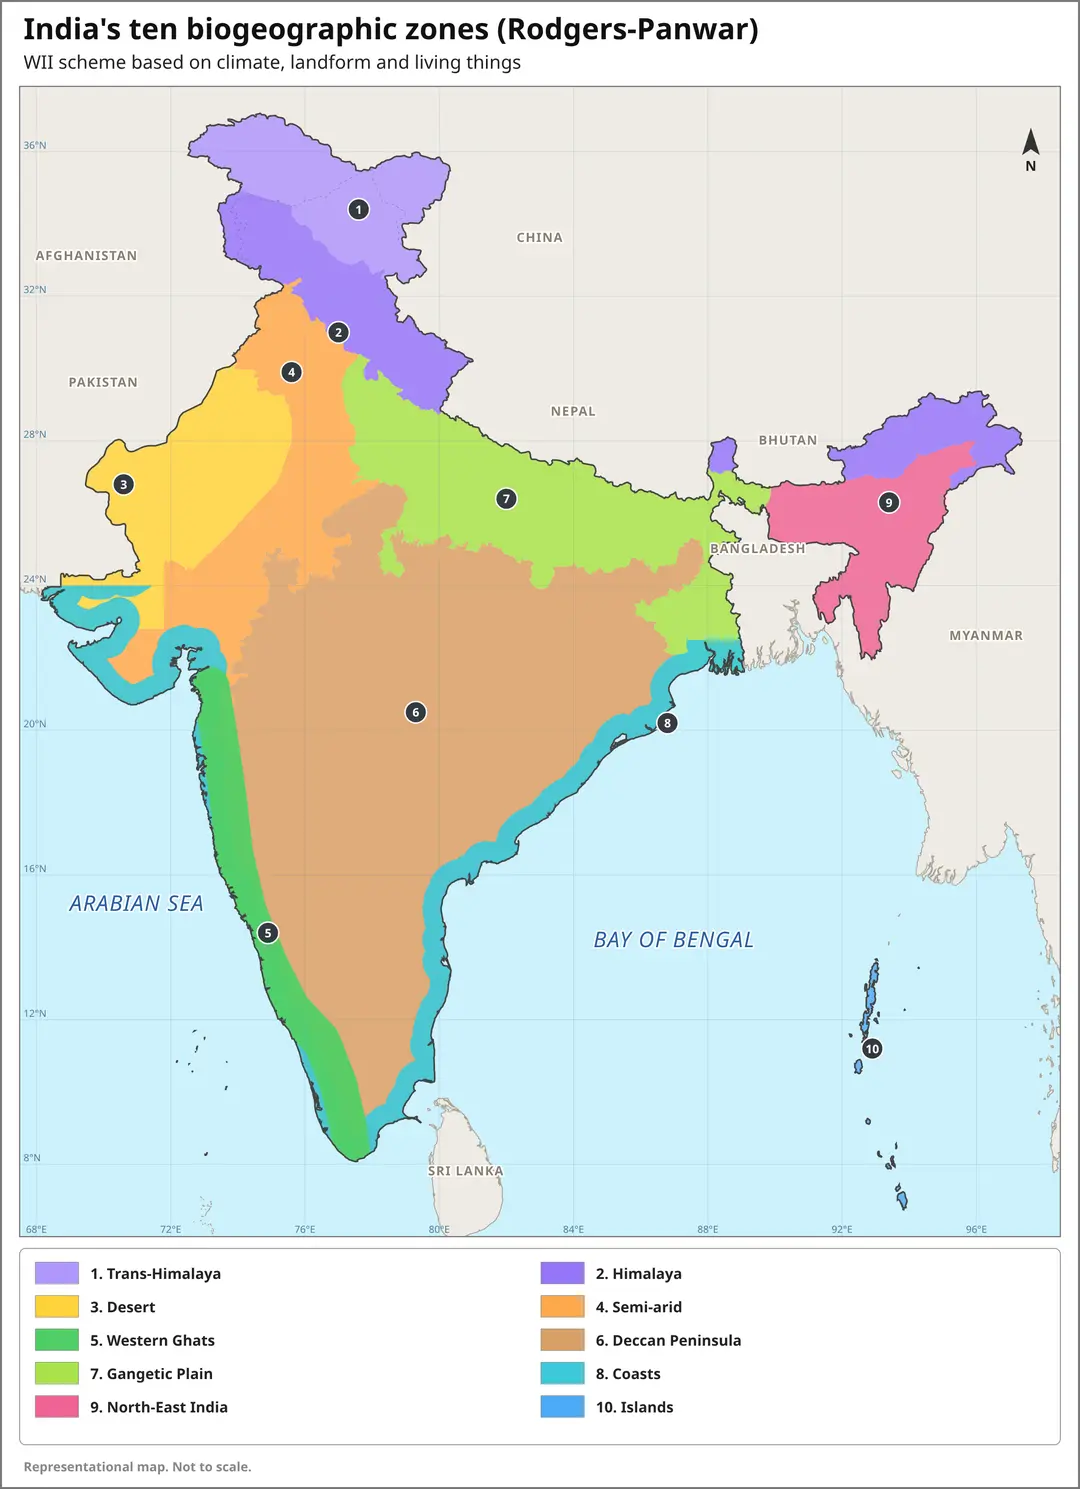 India's ten biogeographic zones (Rodgers-Panwar)
WII scheme based on climate, landform and living things
36°N
N
1
CHINA
AFGHANISTAN
32°N
2
4
PAKISTAN
NEPAL
28°N
BHUTAN
3
7
9
BANGLADESH
24°N
MYANMAR
6
8
20°N
16°N
ARABIAN SEA
5
BAY OF BENGAL
12°N
10
8°N
SRI LANKA
68°E 72°E 76°E 80°E 84°E 88°E 92°E 96°E
1. Trans-Himalaya
2. Himalaya
3. Desert
4. Semi-arid
5. Western Ghats
6. Deccan Peninsula
7. Gangetic Plain
8. Coasts
9. North-East India
10. Islands
Representational map. Not to scale.